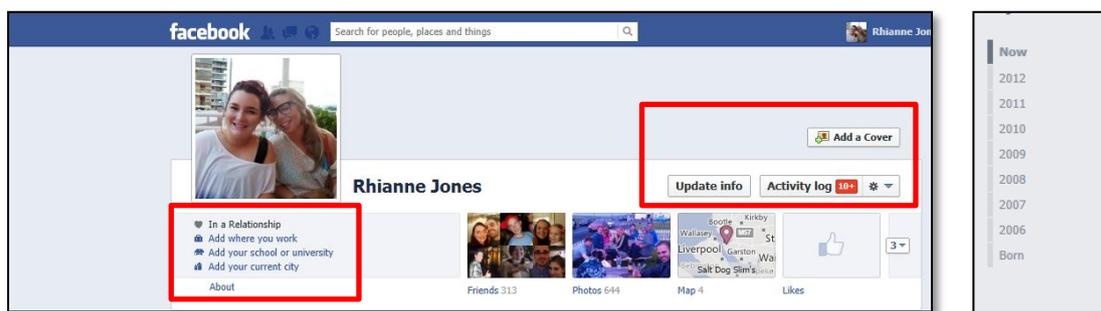 facebook Search for people, places and things Rhianne Jon
Add a Cover
Rhianne Jones Update info Activity log 10+
In a Relationship
Add where you work
Add your school or university
Add your current city
About
Bootle Kirkby
Wallasey M57 St
Liverpool Garston Wa
Salt Dog Slim's
3
Friends 313 Photos 644 Map 4 Likes
Now
2012
2011
2010
2009
2008
2007
2006
Born